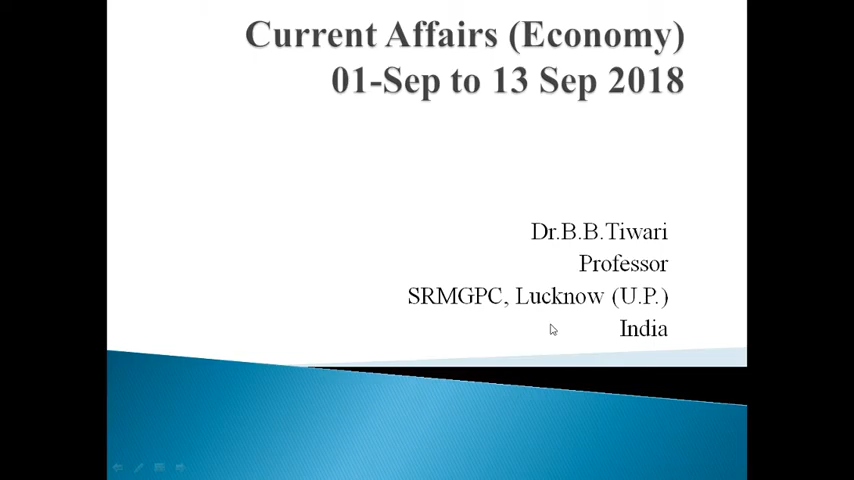 Current Affairs (Economy)
01-Sep to 13 Sep 2018
Dr.B.B.Tiwari
Professor
SRMGPC, Lucknow (U.P.)
India